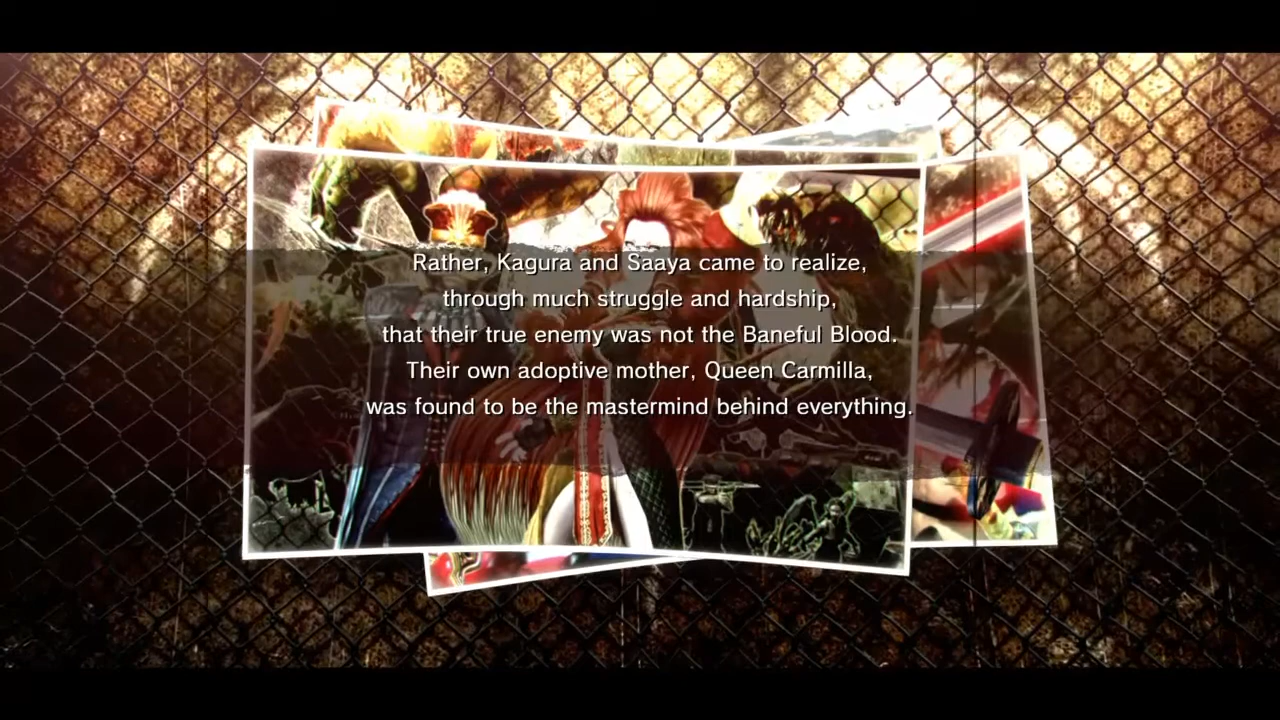 Rather, Kagura and Saaya came to realize,
through much struggle and hardship,
that their true enemy was not the Baneful Blood.
Their own adoptive mother, Queen Carmilla,
was found to be the mastermind behind everything.